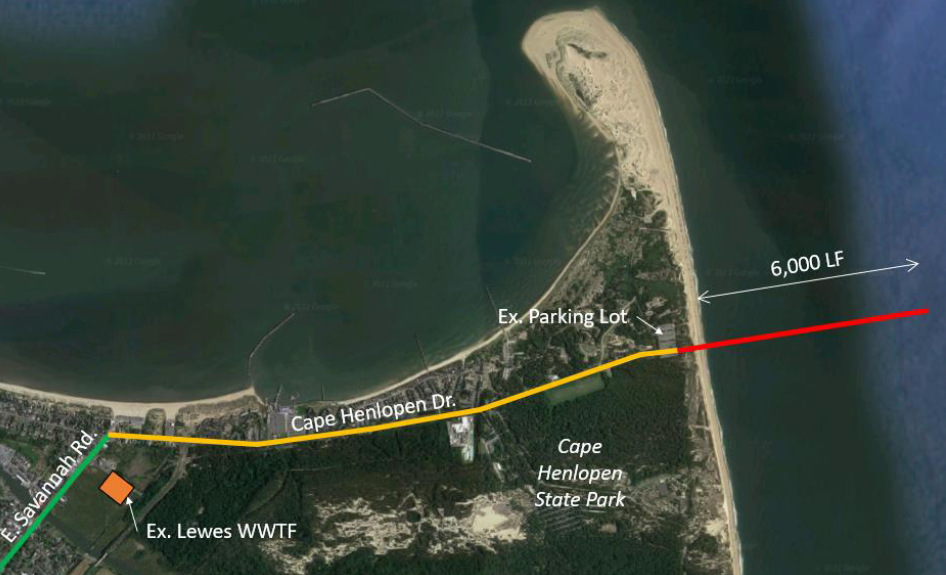 6,000 LF
Ex. Parking Lot
Cape Henlopen Dr.
Cape
Henlopen
State Park
E. Savannah Rd.
Ex. Lewes WWTF